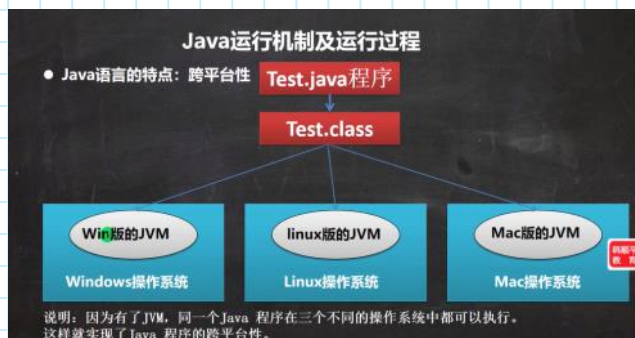 Java运行机制及运行过程
● Java语言的特点：跨平台性
Test.java程序
Test.class
Win版的JVM
linux版的JVM
Mac版的JVM
Windows操作系统
Linux操作系统
Mac操作系统
韩顺平
教 育
说明：因为有了JVM，同一个Java 程序在三个不同的操作系统中都可以执行。
这样就实现了Java 程序的跨平台性。